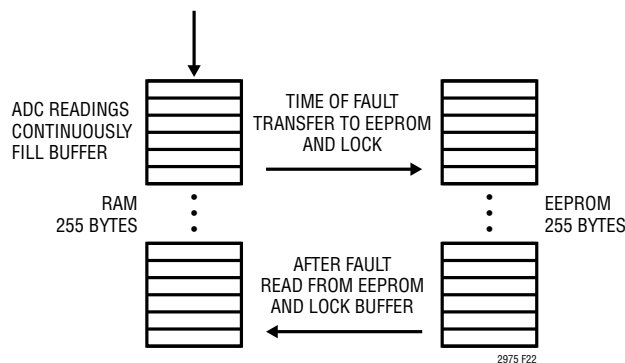 ADC READINGS
CONTINUOUSLY
FILL BUFFER
TIME OF FAULT
TRANSFER TO EEPROM
AND LOCK
RAM
255 BYTES
EEPROM
255 BYTES
AFTER FAULT
READ FROM EEPROM
AND LOCK BUFFER
2975 F22